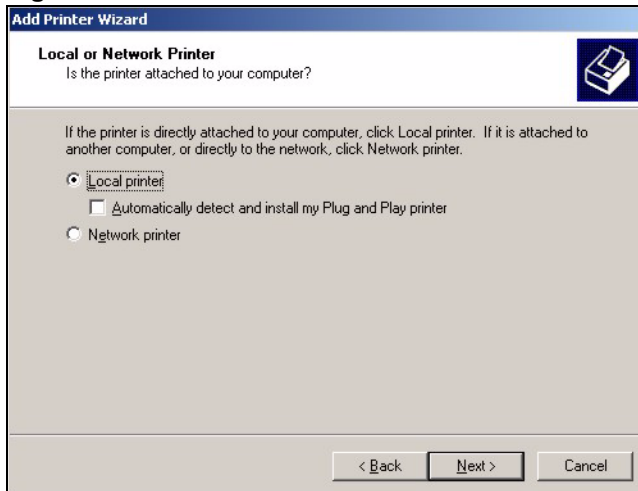 Add Printer Wizard
Local or Network Printer
Is the printer attached to your computer?
If the printer is directly attached to your computer, click Local printer. If it is attached to
another computer, or directly to the network, click Network printer.
Local printer
Automatically detect and install my Plug and Play printer
Network printer
< Back Next > Cancel